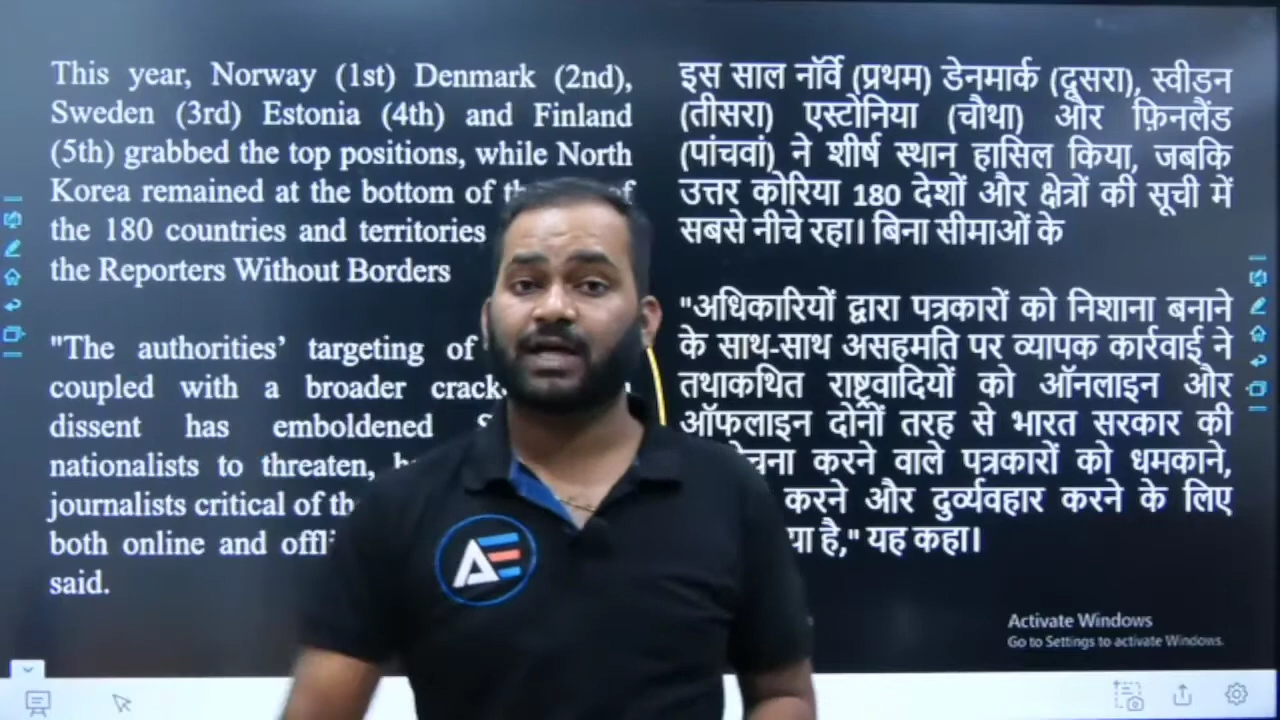 This year, Norway (1st) Denmark (2nd),
Sweden (3rd) Estonia (4th) and Finland
(5th) grabbed the top positions, while North
Korea remained at the bottom of
the 180 countries and territories
the Reporters Without Borders
"The authorities' targeting of
coupled with a broader
dissent has emboldened
nationalists to threaten,
journalists critical of
both online and
said.
इस साल नॉर्वे (प्रथम) डेनमार्क (दूसरा), स्वीडन
(तीसरा) एस्टोनिया (चौथा) और फ़िनलैंड
(पांचवां) ने शीर्ष स्थान हासिल किया, जबकि
उत्तर कोरिया 180 देशों और क्षेत्रों की सूची में
सबसे नीचे रहा। बिना सीमाओं के
"अधिकारियों द्वारा पत्रकारों को निशाना बनाने
के साथ-साथ असहमति पर व्यापक कार्रवाई ने
तथाकथित राष्ट्रवादियों को ऑनलाइन और
ऑफलाइन दोनों तरह से भारत सरकार की
करने वाले पत्रकारों को धमकाने,
करने और दुर्व्यवहार करने के लिए
है," यह कहा।
AE
Activate Windows
Go to Settings to activate Windows.